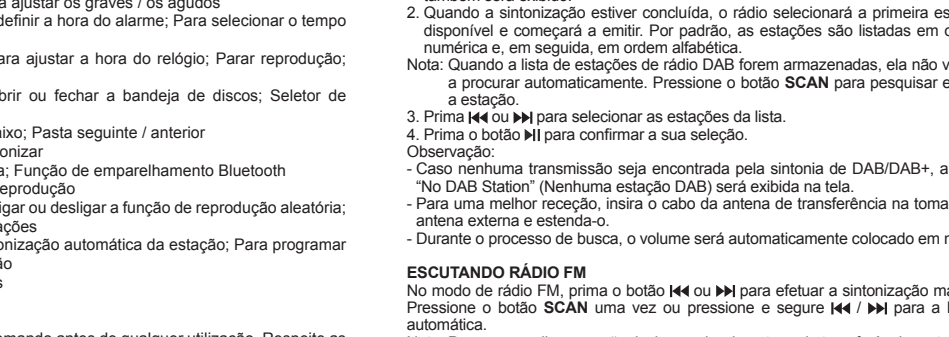 ajustar os graves / os agudos
definir a hora do alarme; Para selecionar o tempo
ara ajustar a hora do relógio; Parar reprodução;
brir ou fechar a bandeja de discos; Seletor de
aixo; Pasta seguinte / anterior
onizar
a; Função de emparelhamento Bluetooth
eprodução
igar ou desligar a função de reprodução aleatória;
ações
onização automática da estação; Para programar
ão
s
2. Quando a sintonização estiver concluída, o rádio selecionará a primeira es
disponível e começará a emitir. Por padrão, as estações são listadas em
numérica e, em seguida, em ordem alfabética.
Nota: Quando a lista de estações de rádio DAB forem armazenadas, ela não v
a procurar automaticamente. Pressione o botão SCAN para pesquisar e
a estação.
3. Prima ⏮ ou ⏭ para selecionar as estações da lista.
4. Prima o botão ⏯ para confirmar a sua seleção.
Observação:
- Caso nenhuma transmissão seja encontrada pela sintonia de DAB/DAB+, a
“No DAB Station” (Nenhuma estação DAB) será exibida na tela.
- Para uma melhor receção, insira o cabo da antena de transferência na toma
antena externa e estenda-o.
- Durante o processo de busca, o volume será automaticamente colocado em
ESCUTANDO RÁDIO FM
No modo de rádio FM, prima o botão ⏮ ou ⏭ para efetuar a sintonização ma
Pressione o botão SCAN uma vez ou pressione e segure ⏮ / ⏭ para a
automática.